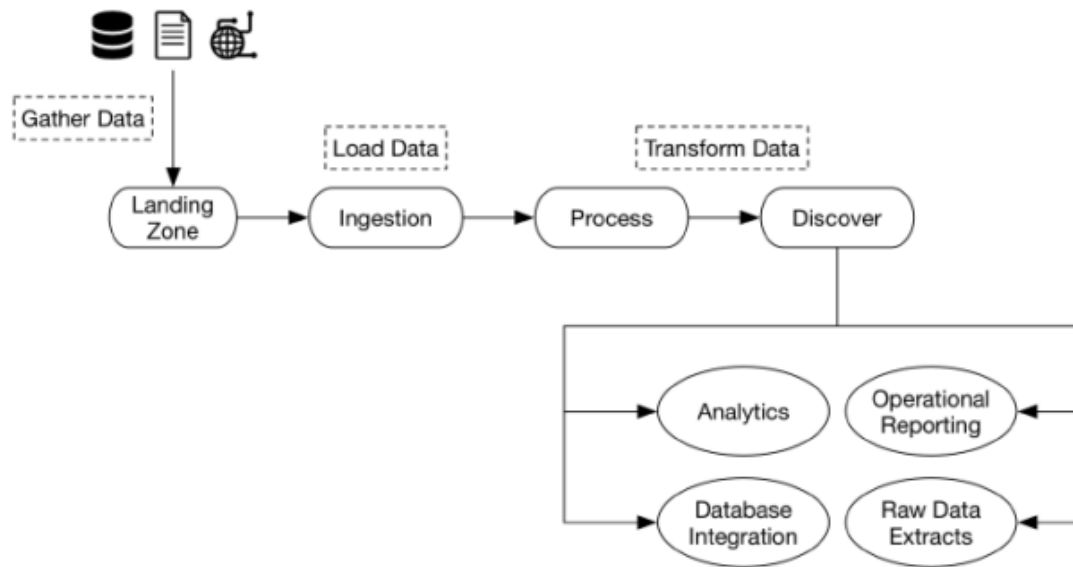 Gather Data
Load Data
Transform Data
Landing
Zone
Ingestion
Process
Discover
Analytics
Operational
Reporting
Database
Integration
Raw Data
Extracts